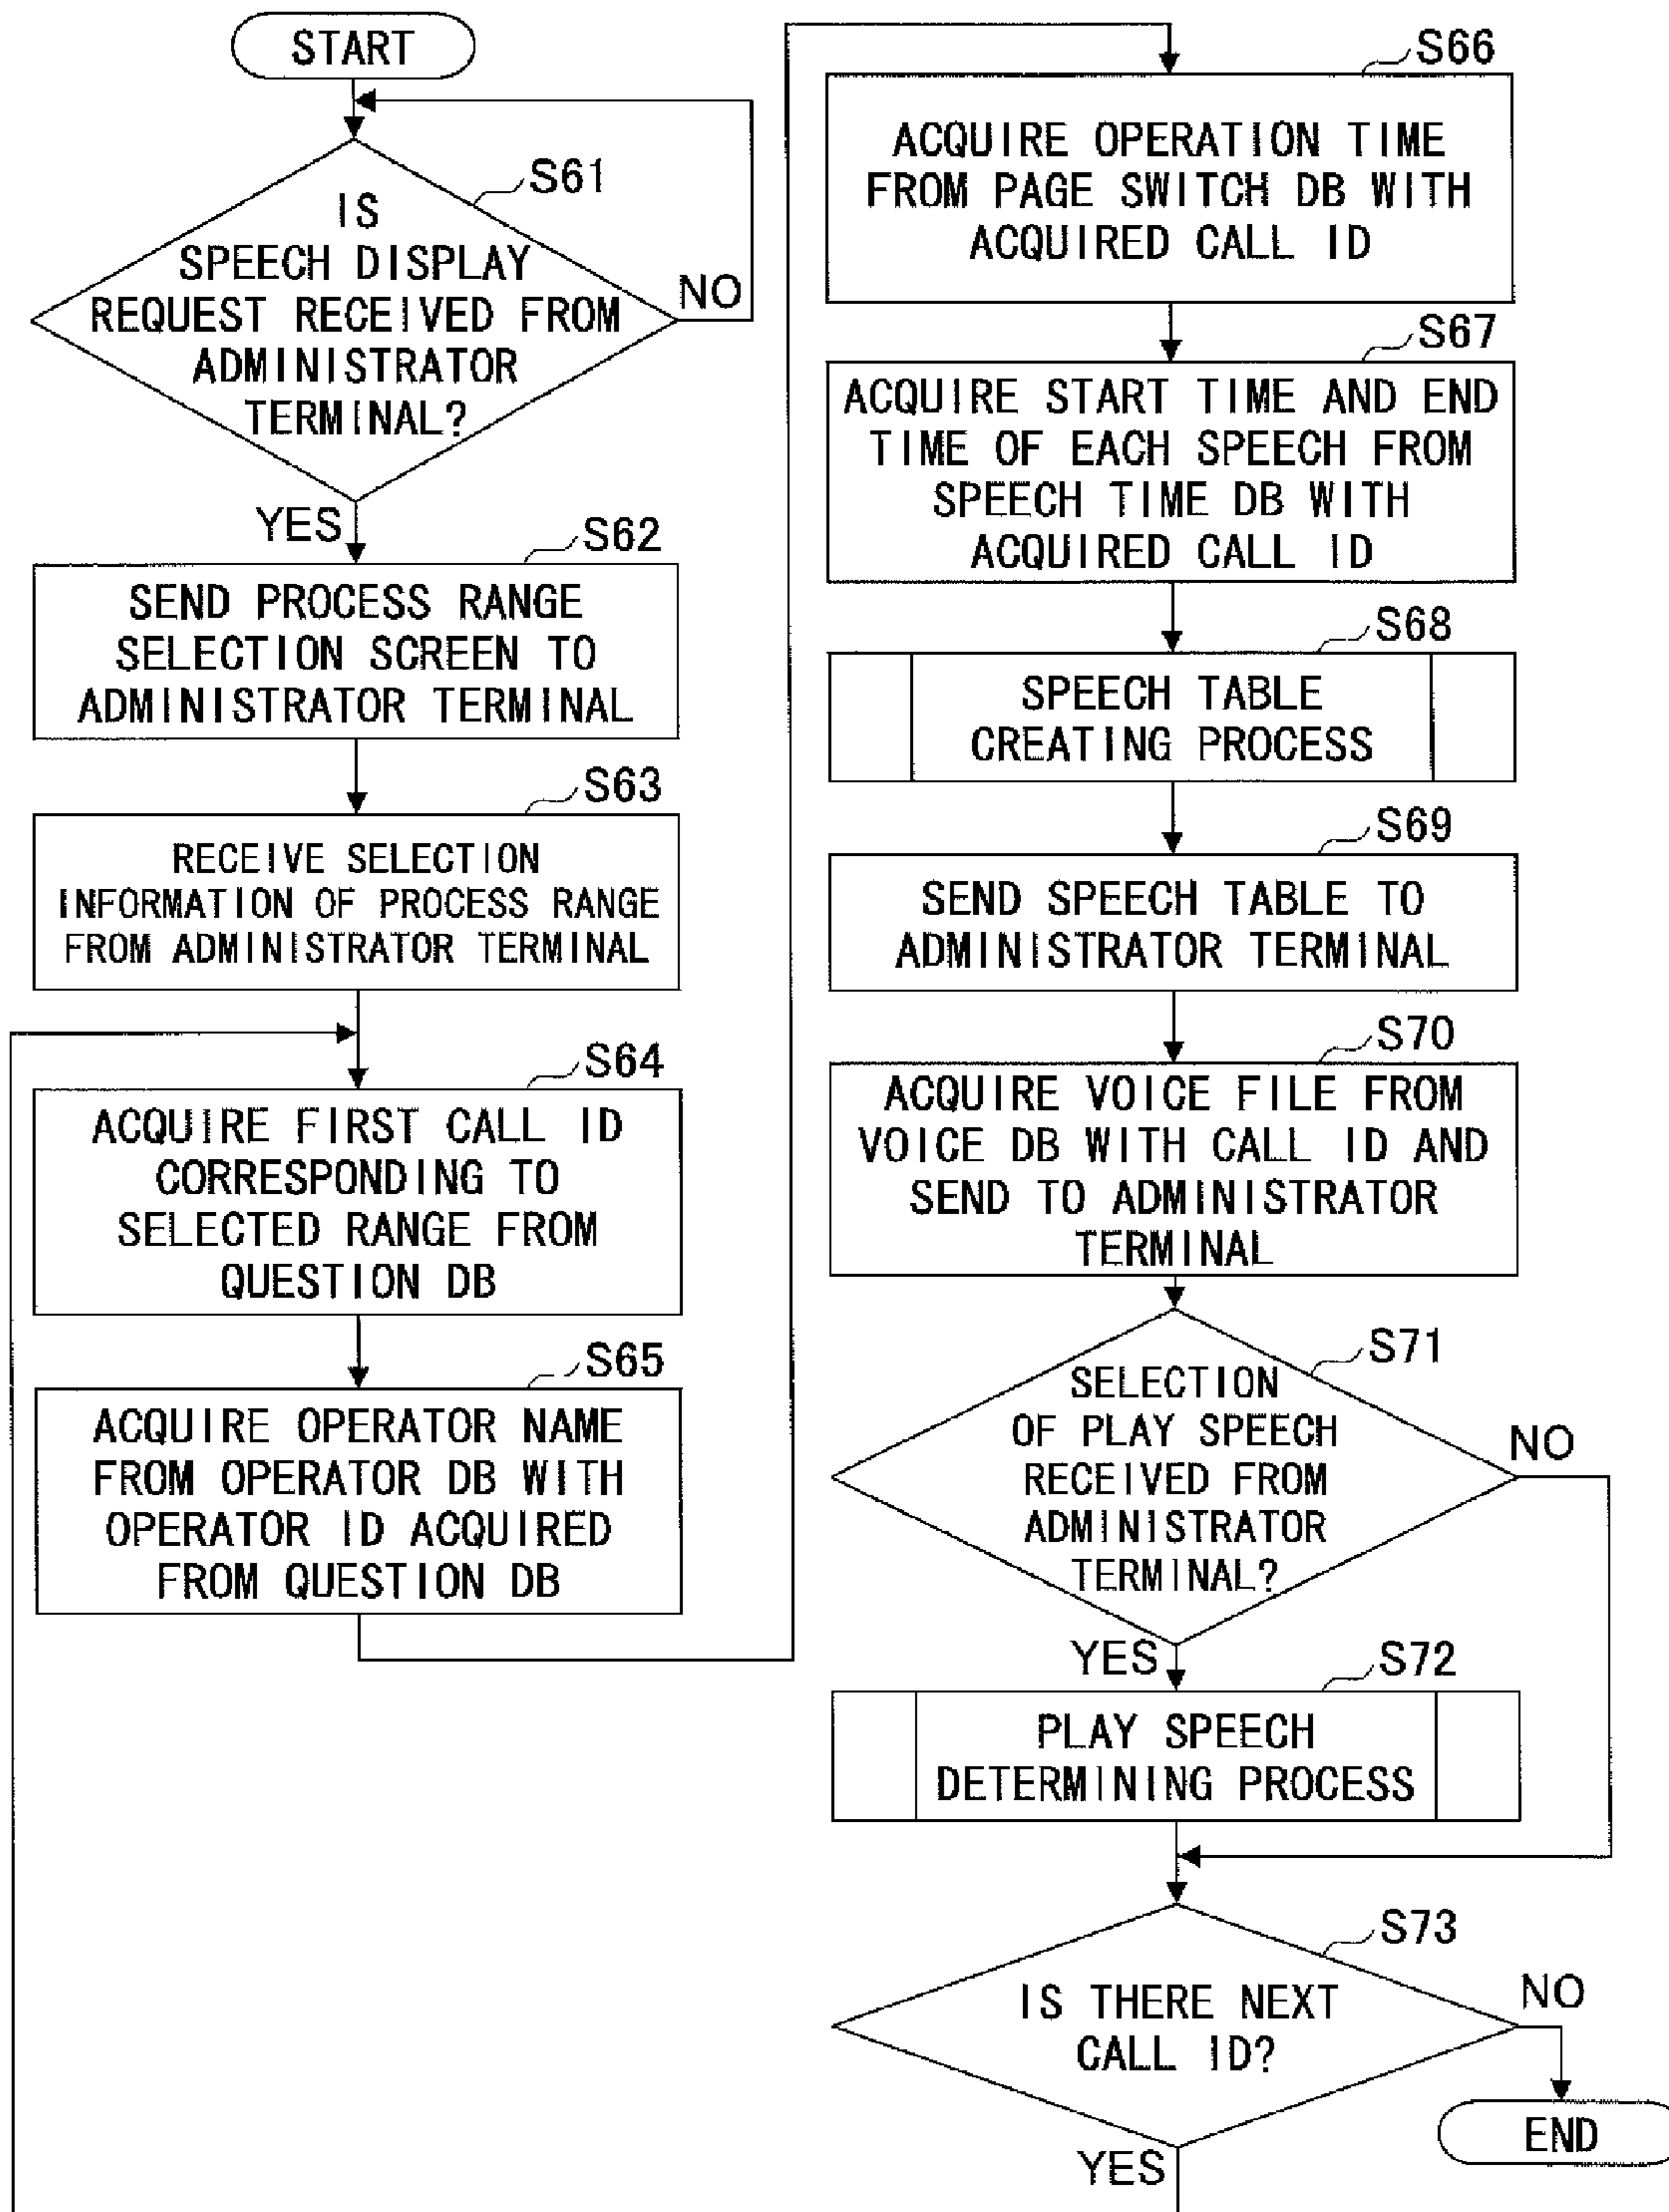 START
S61
IS
SPEECH DISPLAY
REQUEST RECEIVED FROM
ADMINISTRATOR
TERMINAL?
NO
YES
S62
SEND PROCESS RANGE
SELECTION SCREEN TO
ADMINISTRATOR TERMINAL
S63
RECEIVE SELECTION
INFORMATION OF PROCESS RANGE
FROM ADMINISTRATOR TERMINAL
S64
ACQUIRE FIRST CALL ID
CORRESPONDING TO
SELECTED RANGE FROM
QUESTION DB
S65
ACQUIRE OPERATOR NAME
FROM OPERATOR DB WITH
OPERATOR ID ACQUIRED
FROM QUESTION DB
S66
ACQUIRE OPERATION TIME
FROM PAGE SWITCH DB WITH
ACQUIRED CALL ID
S67
ACQUIRE START TIME AND END
TIME OF EACH SPEECH FROM
SPEECH TIME DB WITH
ACQUIRED CALL ID
S68
SPEECH TABLE
CREATING PROCESS
S69
SEND SPEECH TABLE TO
ADMINISTRATOR TERMINAL
S70
ACQUIRE VOICE FILE FROM
VOICE DB WITH CALL ID AND
SEND TO ADMINISTRATOR
TERMINAL
S71
SELECTION
OF PLAY SPEECH
RECEIVED FROM
ADMINISTRATOR
TERMINAL?
NO
YES
S72
PLAY SPEECH
DETERMINING PROCESS
S73
IS THERE NEXT
CALL ID?
NO
END
YES